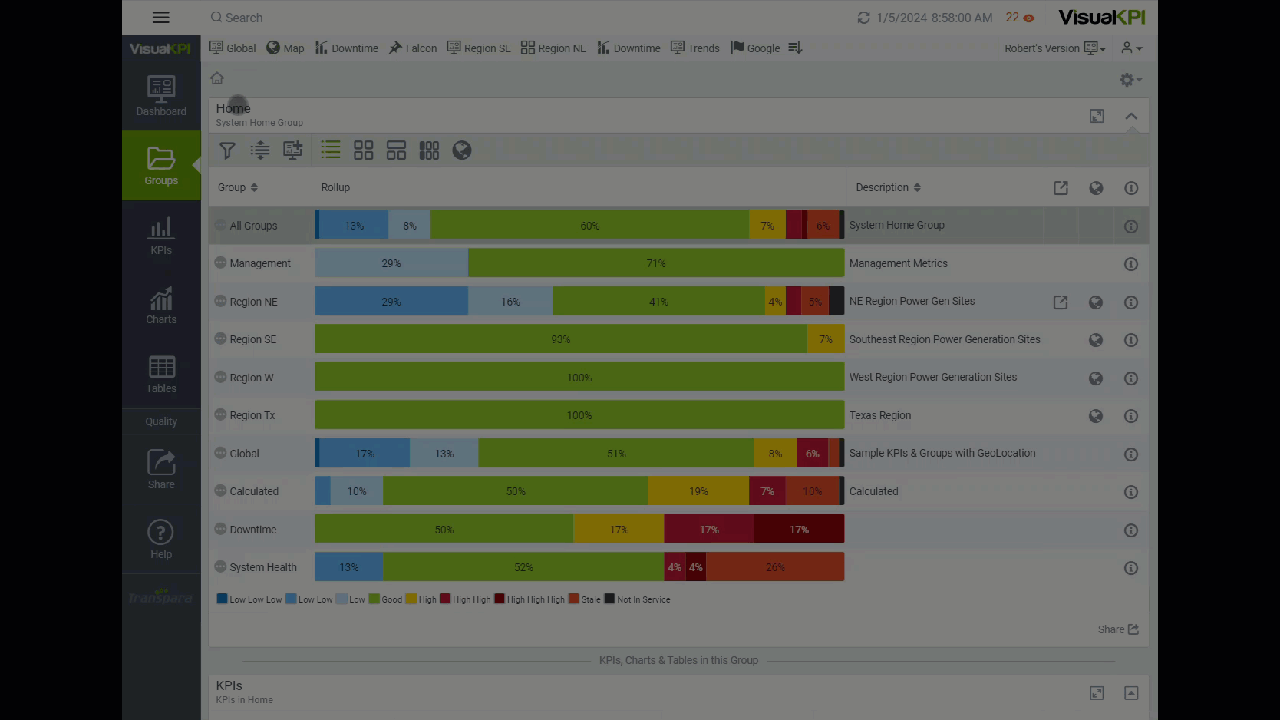 Search 1/5/2024 8:58:00 AM 22 VisualKPI
VisualKPI Global Map Downtime Falcon Region SE Region NE Downtime Trends Google Robert's Version
Dashboard
Groups
KPIs
Charts
Tables
Quality
Share
Help
Transpara
Home
System Home Group
Group Rollup Description
All Groups 13% 8% 60% 7% 6% System Home Group
Management 29% 71% Management Metrics
Region NE 29% 16% 41% 4% 5% NE Region Power Gen Sites
Region SE 93% 7% Southeast Region Power Generation Sites
Region W 100% West Region Power Generation Sites
Region Tx 100% Texas Region
Global 17% 13% 51% 8% 6% Sample KPIs & Groups with GeoLocation
Calculated 10% 50% 19% 7% 10% Calculated
Downtime 50% 17% 17% 17%
System Health 13% 52% 4% 4% 26%
Low Low Low Low Low Low Good High High High High High High Stale Not In Service
Share
KPIs, Charts & Tables in this Group
KPIs
KPIs in Home